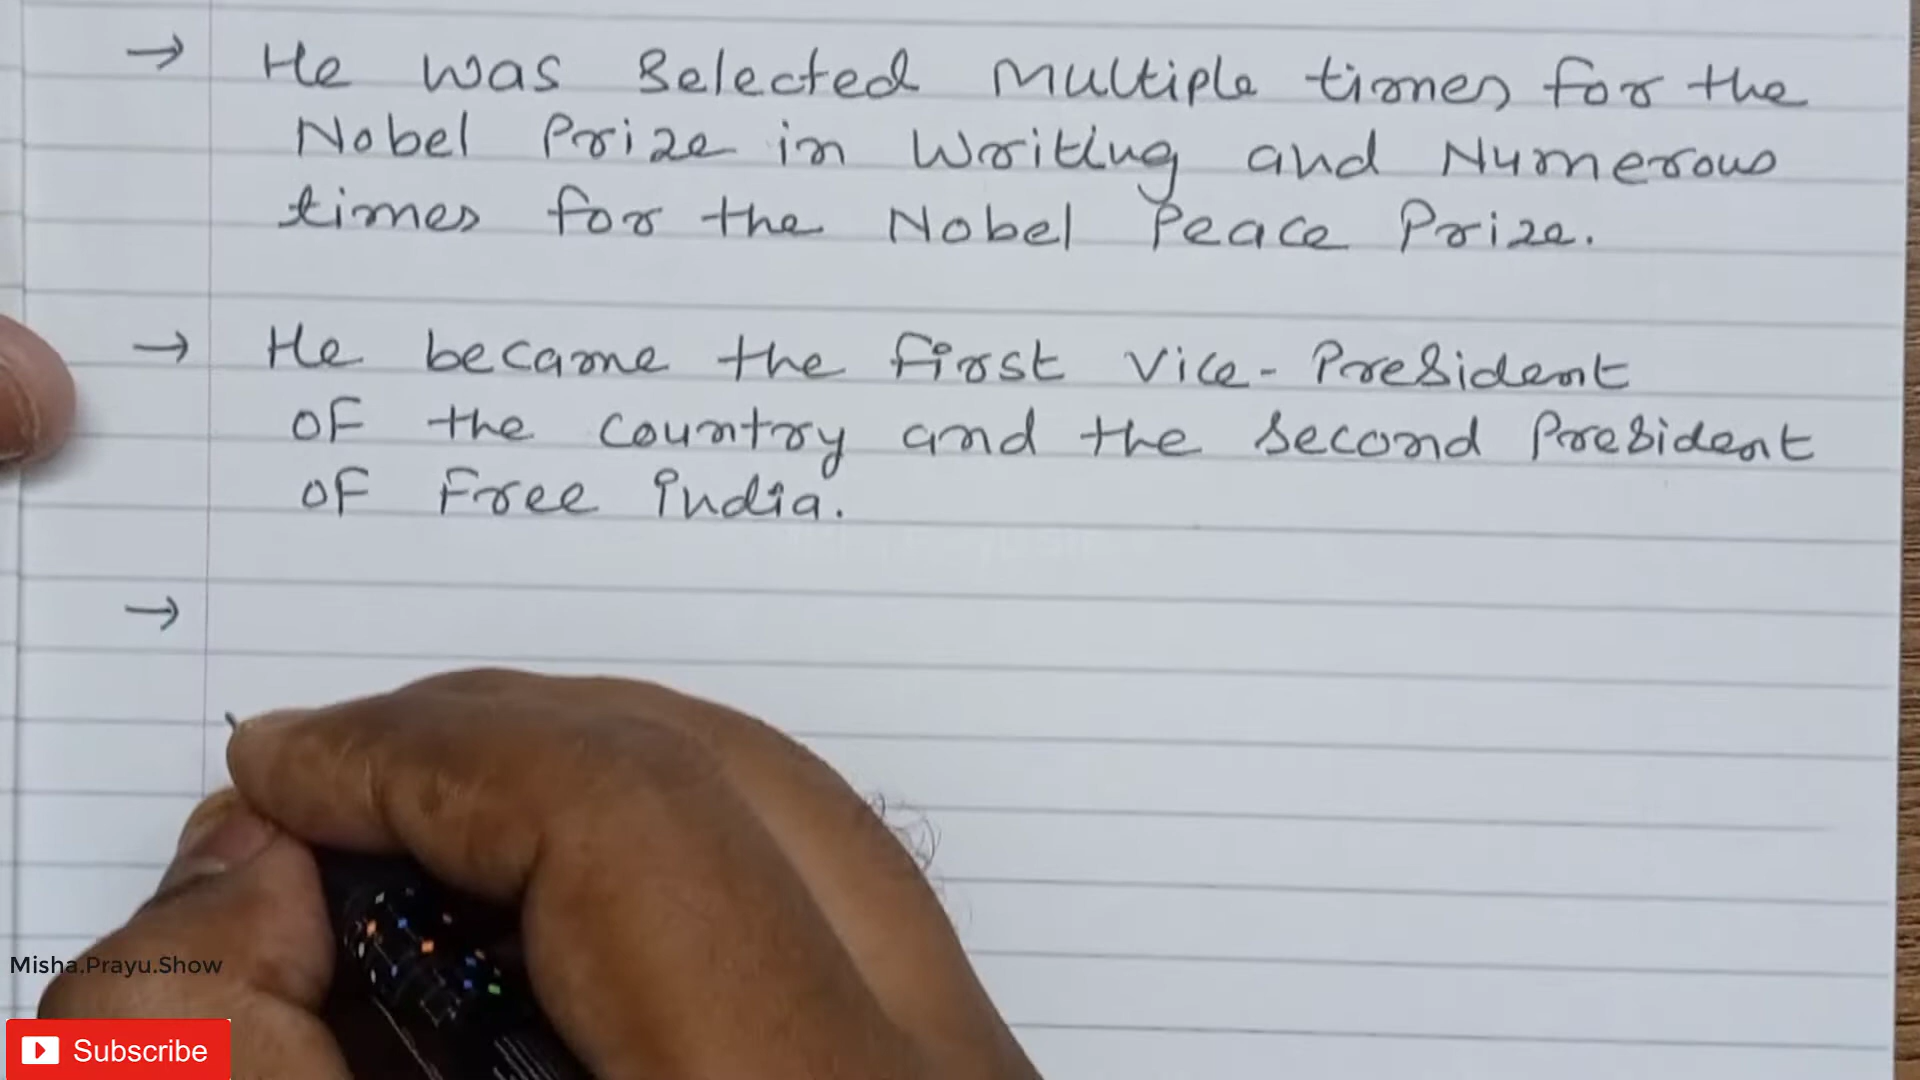 → He was Selected Multiple times for the
Nobel Prize in Writing and Numerous
times for the Nobel Peace Prize.
→ He became the first Vice-President
OF the Country and the Second President
OF Free India.
→
Misha.Prayu.Show
Subscribe